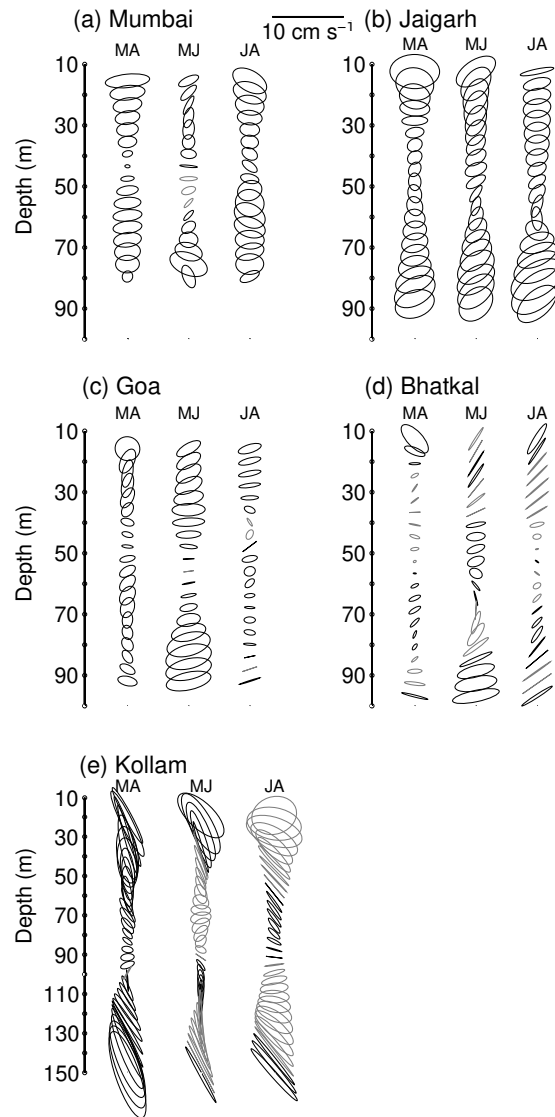 (a) Mumbai
10 cm s⁻¹
(b) Jaigarh
MA MJ JA
MA MJ JA
10
30
50
70
90
Depth (m)
10
30
50
70
90
(c) Goa
(d) Bhatkal
MA MJ JA
MA MJ JA
10
30
50
70
90
Depth (m)
10
30
50
70
90
(e) Kollam
MA MJ JA
10
30
50
70
90
110
130
150
Depth (m)